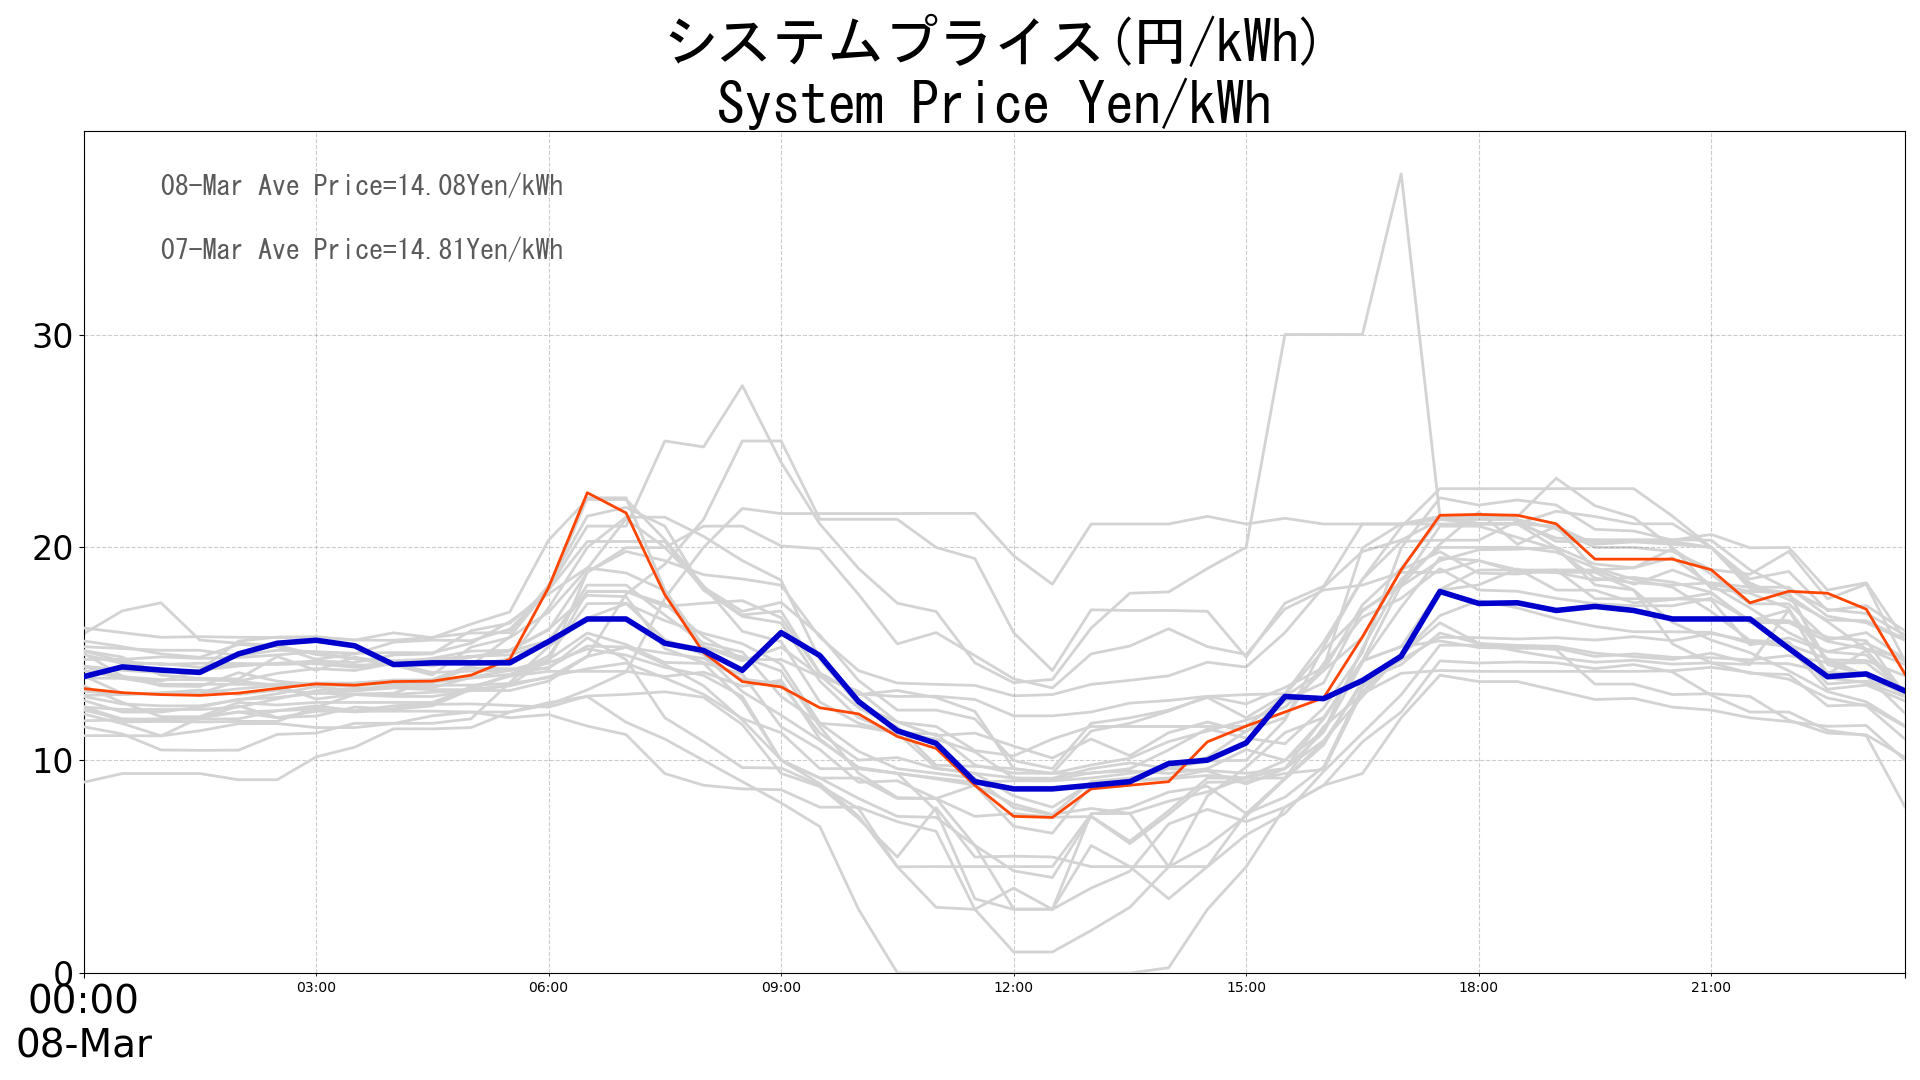 システムプライス(円/kWh)
System Price Yen/kWh
08-Mar Ave Price=14.08Yen/kWh
07-Mar Ave Price=14.81Yen/kWh
30
20
10
0
00:00
03:00
06:00
09:00
12:00
15:00
18:00
21:00
08-Mar